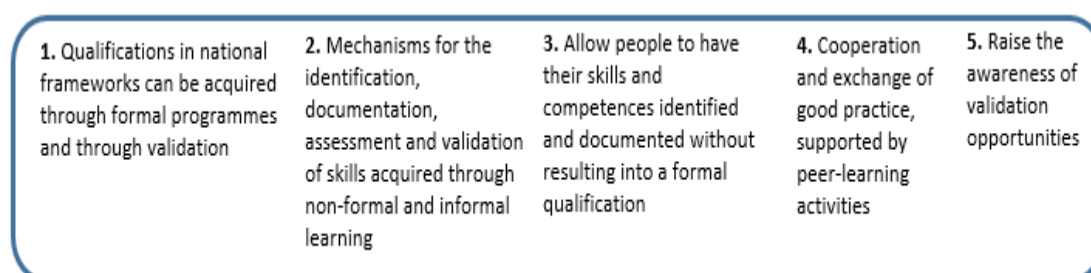 1. Qualifications in national
frameworks can be acquired
through formal programmes
and through validation
2. Mechanisms for the
identification,
documentation,
assessment and validation
of skills acquired through
non-formal and informal
learning
3. Allow people to have
their skills and
competences identified
and documented without
resulting into a formal
qualification
4. Cooperation
and exchange of
good practice,
supported by
peer-learning
activities
5. Raise the
awareness of
validation
opportunities